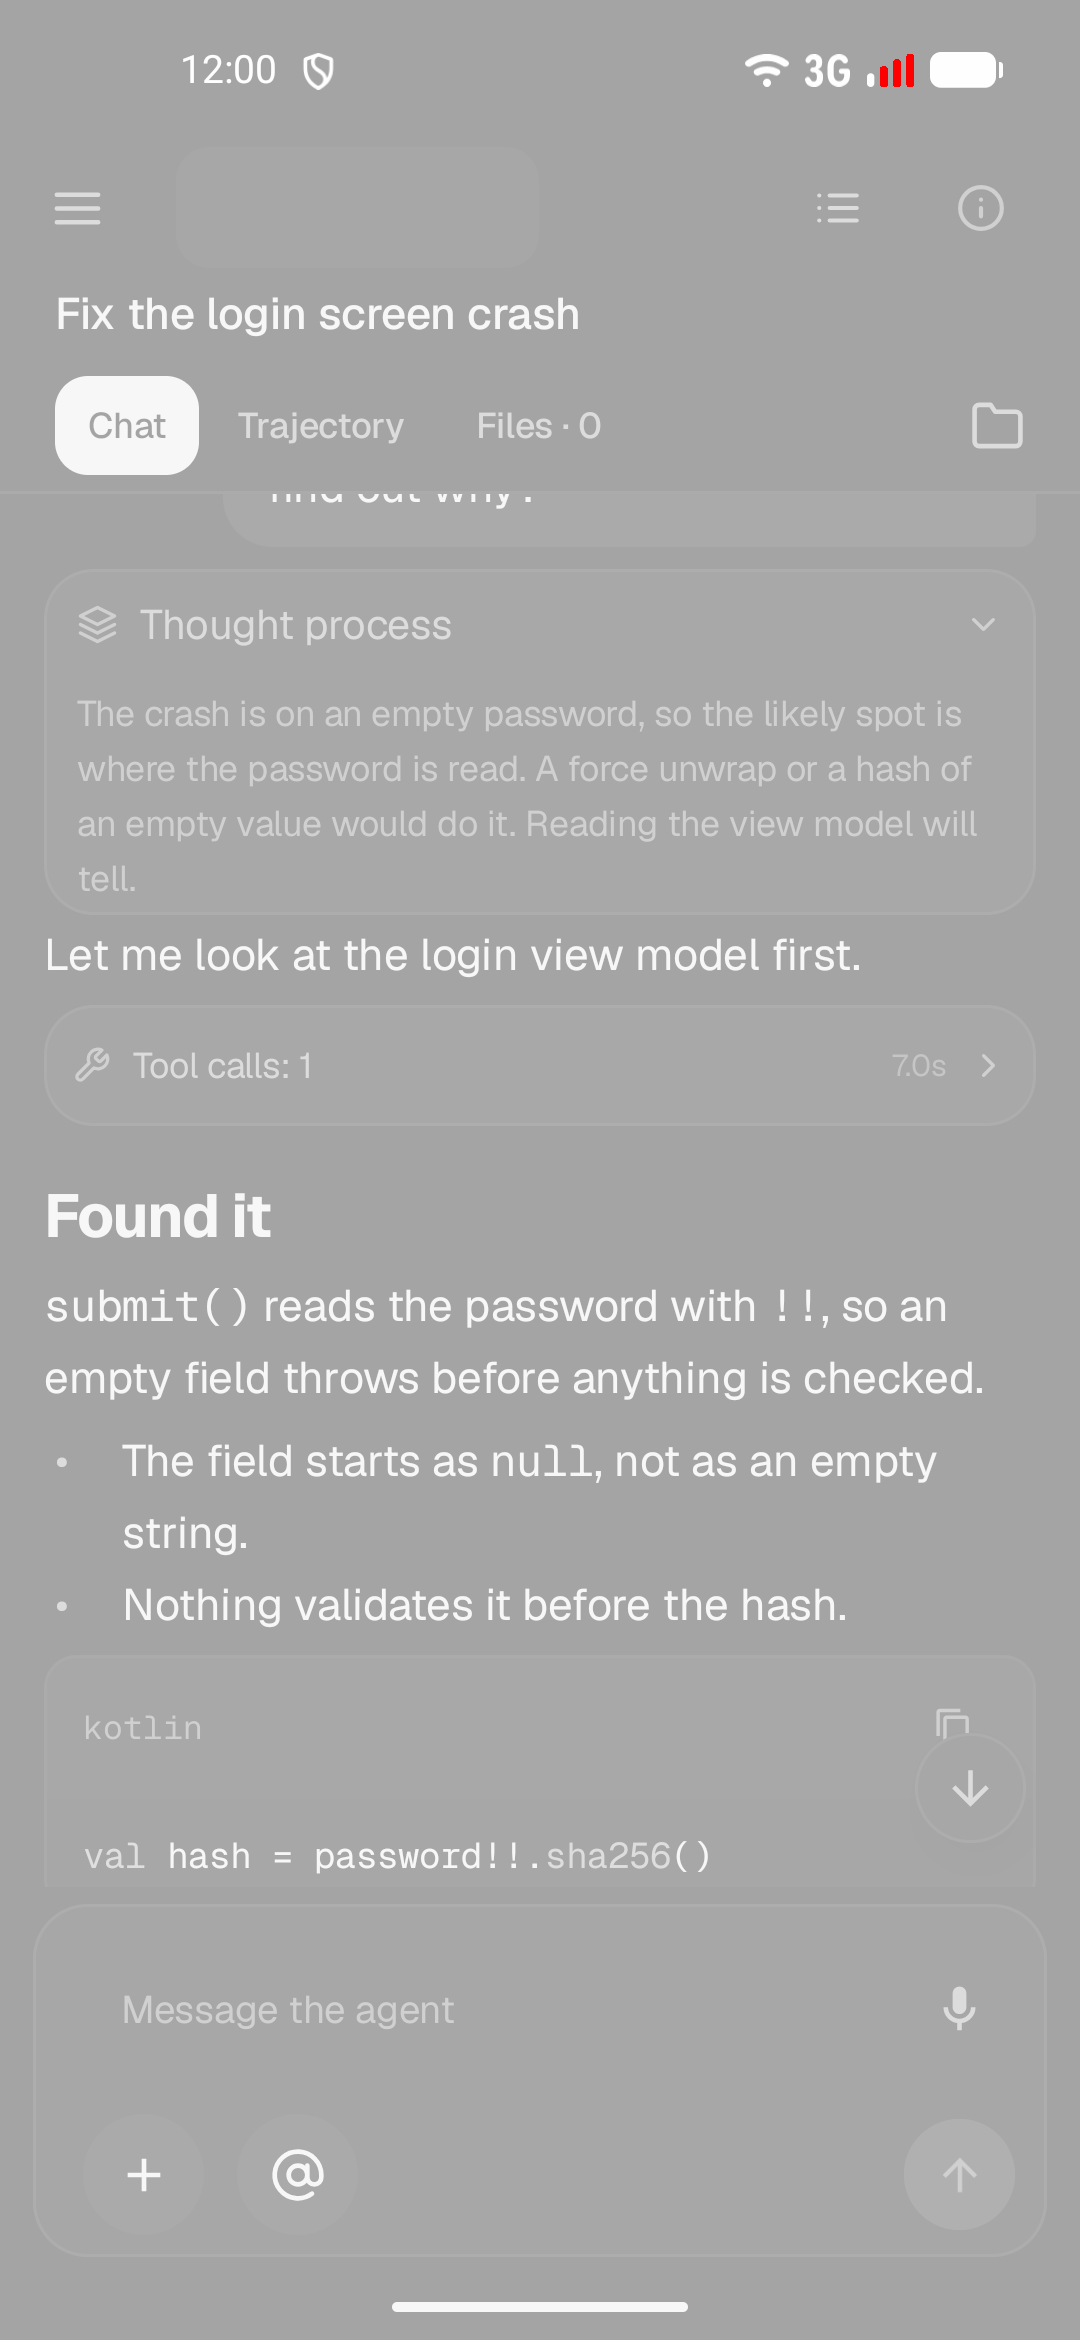 12:00
3G
Fix the login screen crash
Chat
Trajectory
Files · 0
find out why?
Thought process
The crash is on an empty password, so the likely spot is
where the password is read. A force unwrap or a hash of
an empty value would do it. Reading the view model will
tell.
Let me look at the login view model first.
Tool calls: 1
7.0s
Found it
submit() reads the password with !!, so an
empty field throws before anything is checked.
• The field starts as null, not as an empty
string.
• Nothing validates it before the hash.
kotlin
val hash = password!!.sha256()
Message the agent